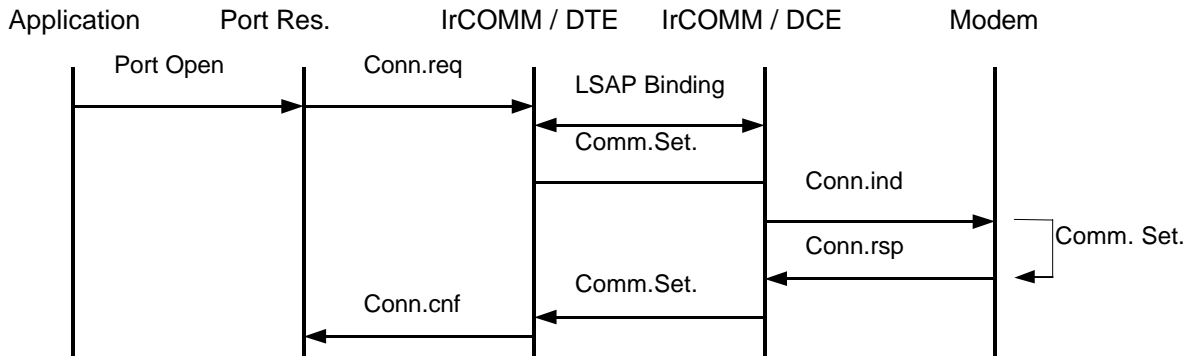 Application
Port Res.
IrCOMM / DTE
IrCOMM / DCE
Modem
Port Open
Conn.req
LSAP Binding
Comm.Set.
Conn.ind
Comm. Set.
Conn.rsp
Comm.Set.
Conn.cnf